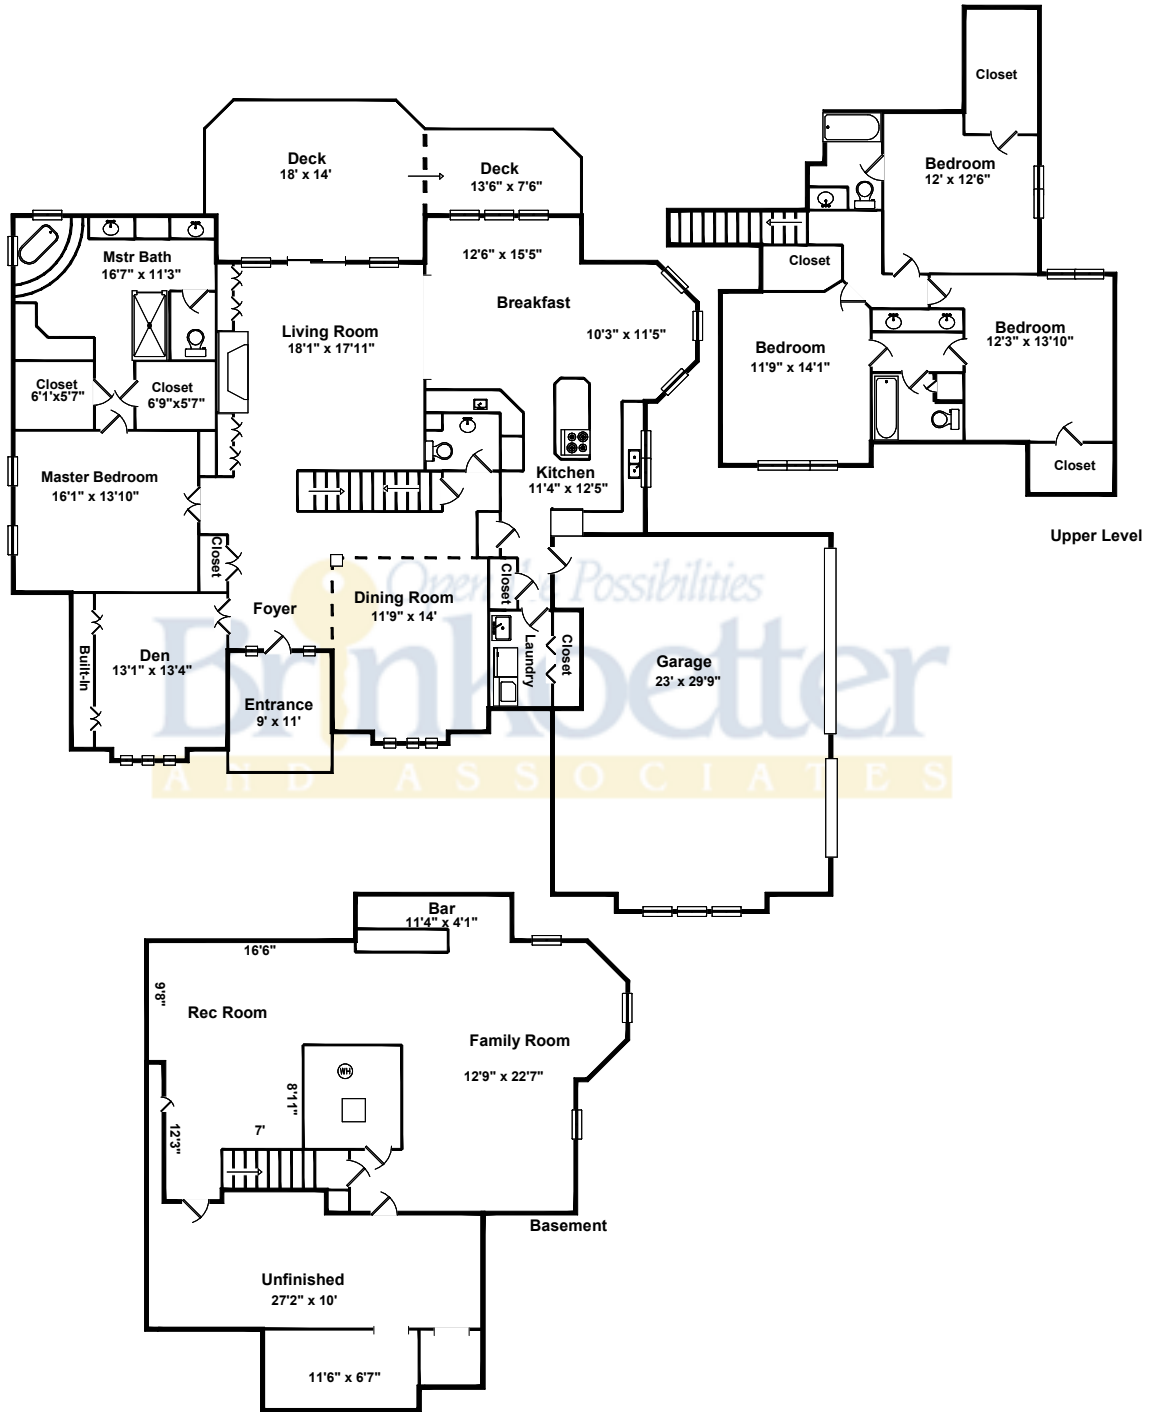 Closet
Bedroom
12' x 12'6"
Closet
Bedroom
11'9" x 14'1"
Bedroom
12'3" x 13'10"
Closet
Upper Level
Deck
18' x 14'
Deck
13'6" x 7'6"
Mstr Bath
16'7" x 11'3"
12'6" x 15'5"
Breakfast
10'3" x 11'5"
Living Room
18'1" x 17'11"
Closet
6'1'x5'7"
Closet
6'9"x5'7"
Master Bedroom
16'1" x 13'10"
Kitchen
11'4" x 12'5"
Closet
Foyer
Dining Room
11'9" x 14'
Closet
Laundry
Closet
Built-In
Den
13'1" x 13'4"
Entrance
9' x 11'
Garage
23' x 29'9"
Open the Possibilities
Brinkoetter
AND ASSOCIATES
Bar
11'4" x 4'1"
16'6"
9'8"
Rec Room
Family Room
12'9" x 22'7"
WH
8'11"
7'
12'3"
Basement
Unfinished
27'2" x 10'
11'6" x 6'7"